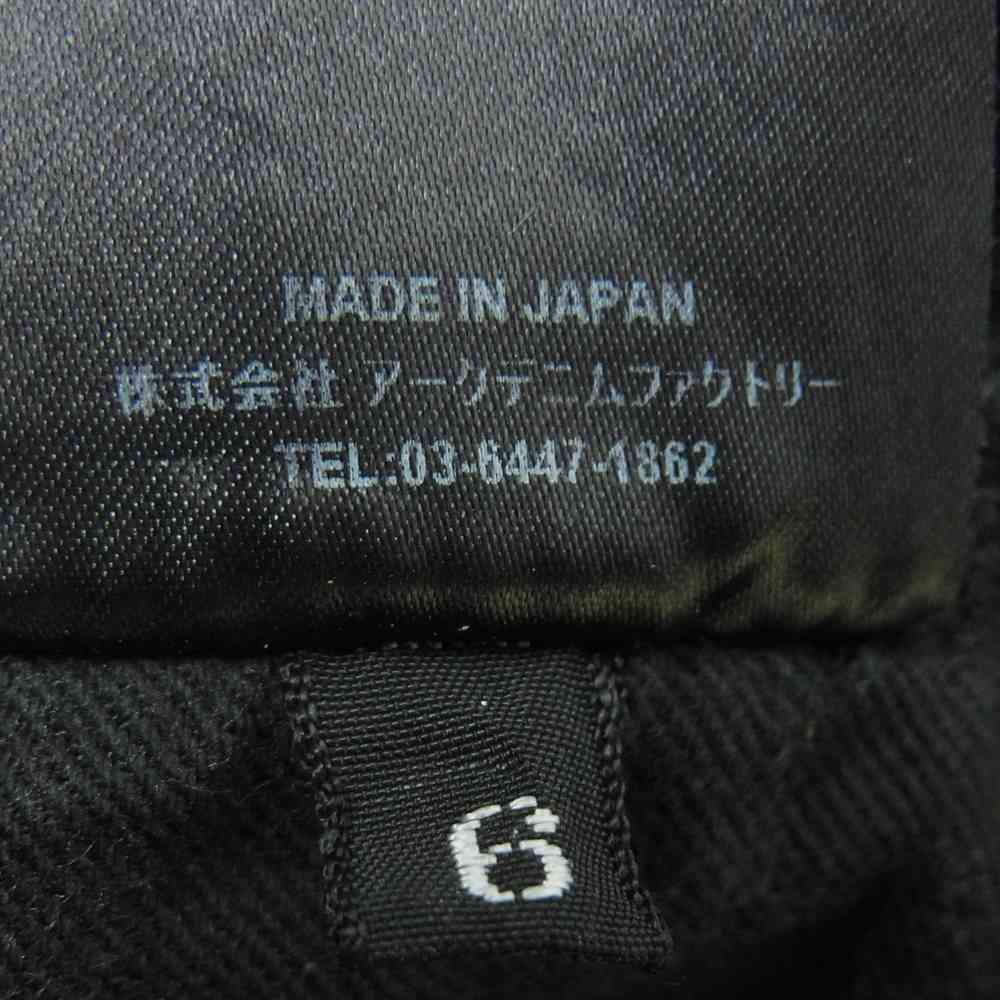 MADE IN JAPAN
株式会社 アークデニムファクトリー
TEL:03-6447-1862
6